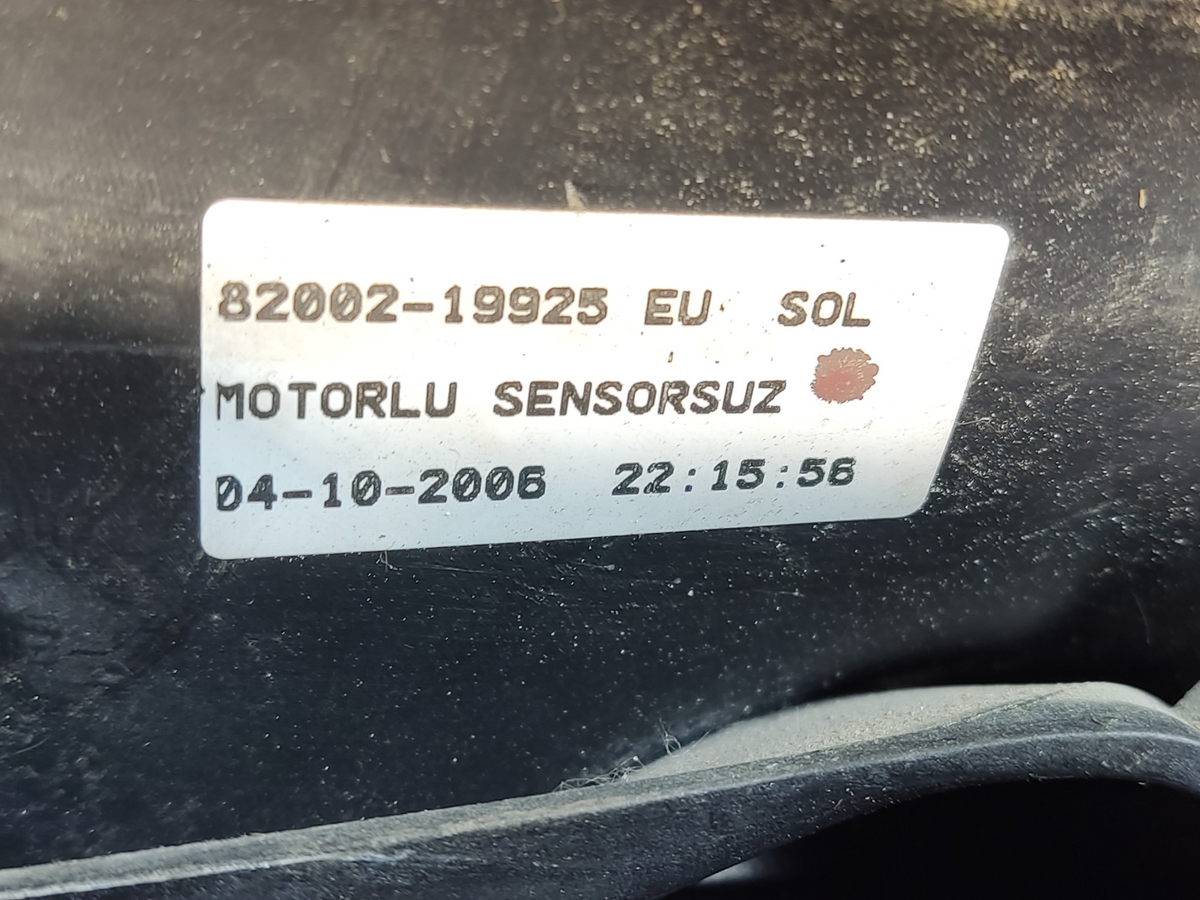 82002-19925 EU SOL
MOTORLU SENSORSUZ
04-10-2006 22:15:56